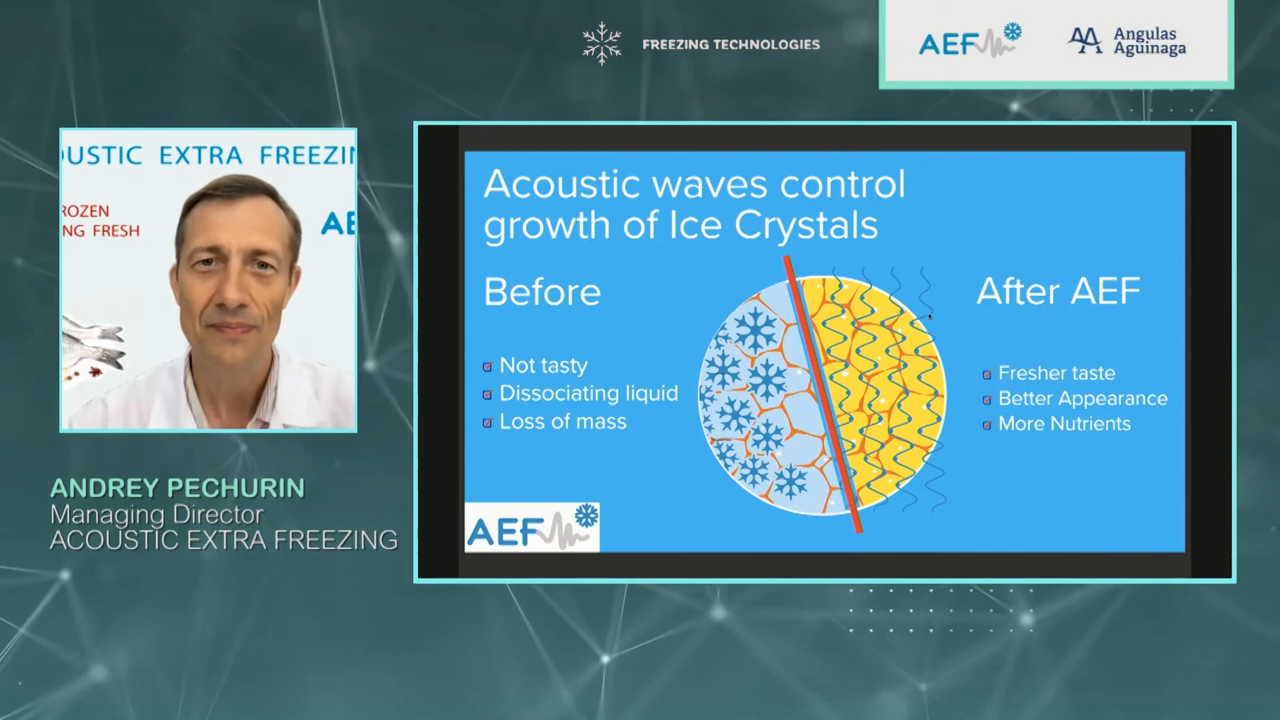 FREEZING TECHNOLOGIES
AEF
Angulas
Aguinaga
ACOUSTIC EXTRA FREEZING
ROZEN
NG FRESH
AE
ANDREY PECHURIN
Managing Director
ACOUSTIC EXTRA FREEZING
Acoustic waves control
growth of Ice Crystals
Before
Not tasty
Dissociating liquid
Loss of mass
After AEF
Fresher taste
Better Appearance
More Nutrients
AEF